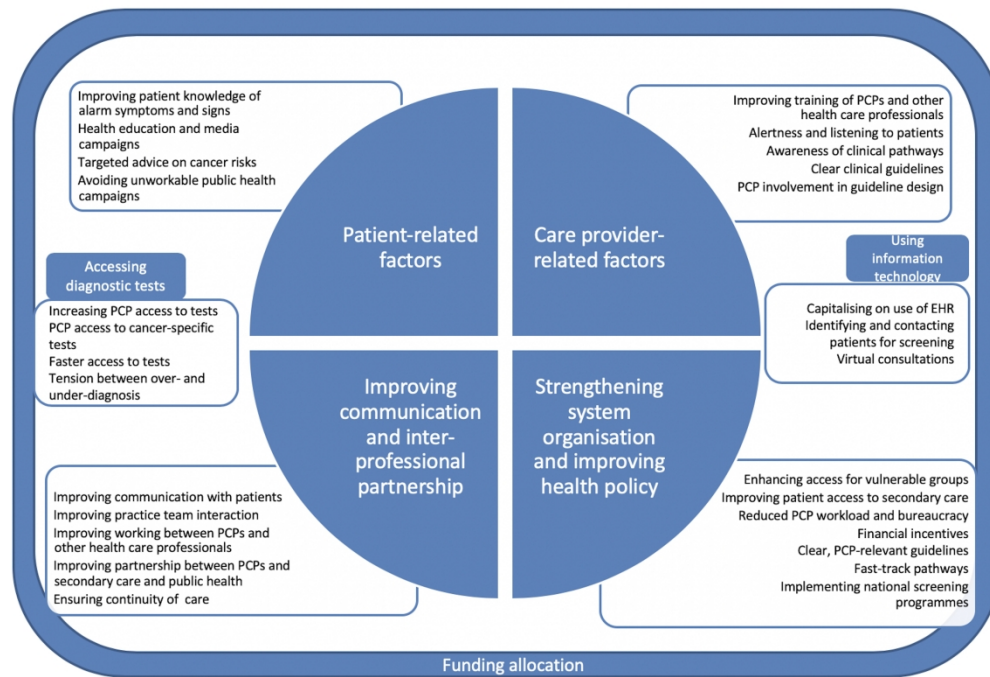 Improving patient knowledge of
alarm symptoms and signs
Health education and media
campaigns
Targeted advice on cancer risks
Avoiding unworkable public health
campaigns
Improving training of PCPs and other
health care professionals
Alertness and listening to patients
Awareness of clinical pathways
Clear clinical guidelines
PCP involvement in guideline design
Patient-related
factors
Care provider-
related factors
Accessing
diagnostic tests
Increasing PCP access to tests
PCP access to cancer-specific
tests
Faster access to tests
Tension between over- and
under-diagnosis
Using
information
technology
Capitalising on use of EHR
Identifying and contacting
patients for screening
Virtual consultations
Improving
communication
and inter-
professional
partnership
Strengthening
system
organisation
and improving
health policy
Improving communication with patients
Improving practice team interaction
Improving working between PCPs and
other health care professionals
Improving partnership between PCPs and
secondary care and public health
Ensuring continuity of care
Enhancing access for vulnerable groups
Improving patient access to secondary care
Reduced PCP workload and bureaucracy
Financial incentives
Clear, PCP-relevant guidelines
Fast-track pathways
Implementing national screening
programmes
Funding allocation